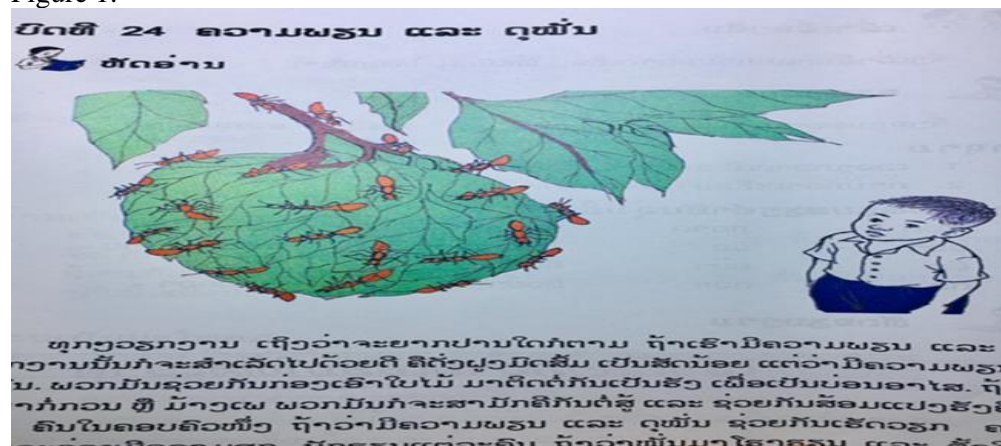 Figure 1:
ບົດທີ 24 ຄວາມພຽນ ແລະ ດຸໝັ່ນ
ຫັດອ່ານ
ທຸກໆວຽກງານ ເຖິງວ່າຈະຍາກປານໃດກໍຕາມ ຖ້າເຮົາມີຄວາມພຽນ ແລະ
ງານນັ້ນກໍຈະສຳເລັດໄປດ້ວຍດີ ຄືດັ່ງຝູງມົດສົ້ມ ເປັນສັດນ້ອຍ ແຕ່ວ່າມີຄວາມພຽນ
ພວກມັນຊ່ວຍກັນກ່ອງເອົາໃບໄມ້ ມາຕິດຕໍ່ກັນເປັນຮັງ ເພື່ອເປັນບ່ອນອາໄສ. ຖ້
ກໍ່ກວນ ຫຼື ມ້າງເພ ພວກມັນກໍຈະສາມັກຄີກັນຕໍ່ສູ້ ແລະ ຊ່ວຍກັນສ້ອມແປງຮັງ
ຄົນໃນຄອບຄົວໜຶ່ງ ຖ້າວ່າມີຄວາມພຽນ ແລະ ດຸໝັ່ນ ຊ່ວຍກັນເຮັດວຽກ